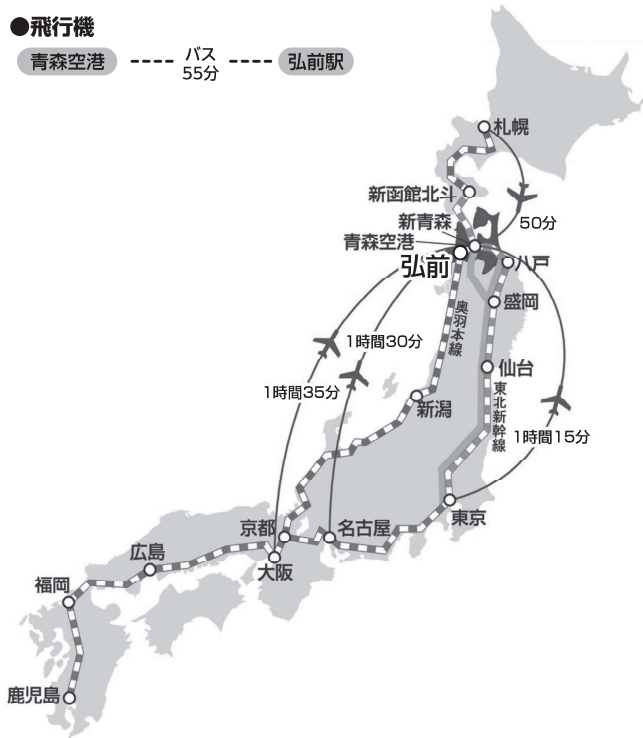 ●飛行機
青森空港
バス
55分
弘前駅
札幌
新函館北斗
50分
新青森
青森空港
弘前
八戸
盛岡
奥羽本線
1時間30分
仙台
1時間35分
新潟
東北新幹線
1時間15分
東京
京都
名古屋
大阪
広島
福岡
鹿児島